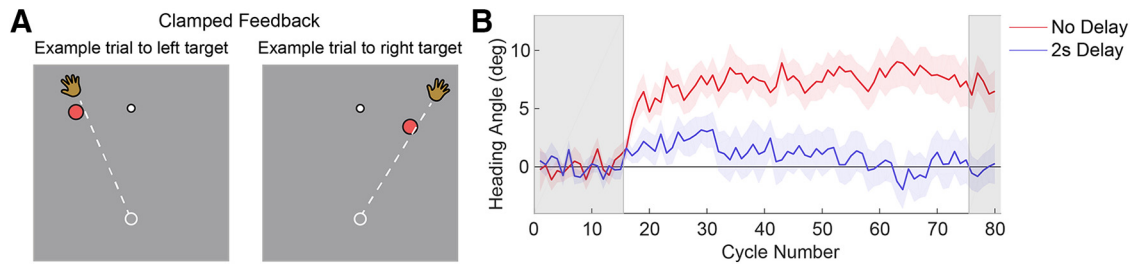 A
Clamped Feedback
Example trial to left target
Example trial to right target
B
No Delay
2s Delay
Heading Angle (deg)
10
5
0
0 10 20 30 40 50 60 70 80
Cycle Number